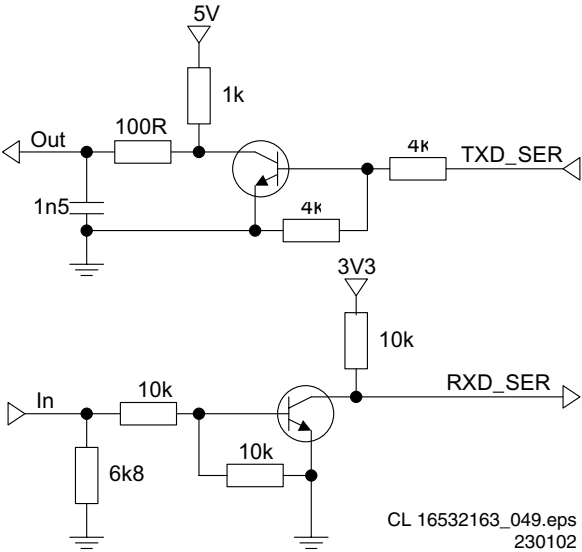 5V
1k
100R
Out
4k
TXD_SER
1n5
4k
3V3
10k
RXD_SER
In
10k
10k
6k8
CL 16532163_049.eps
230102